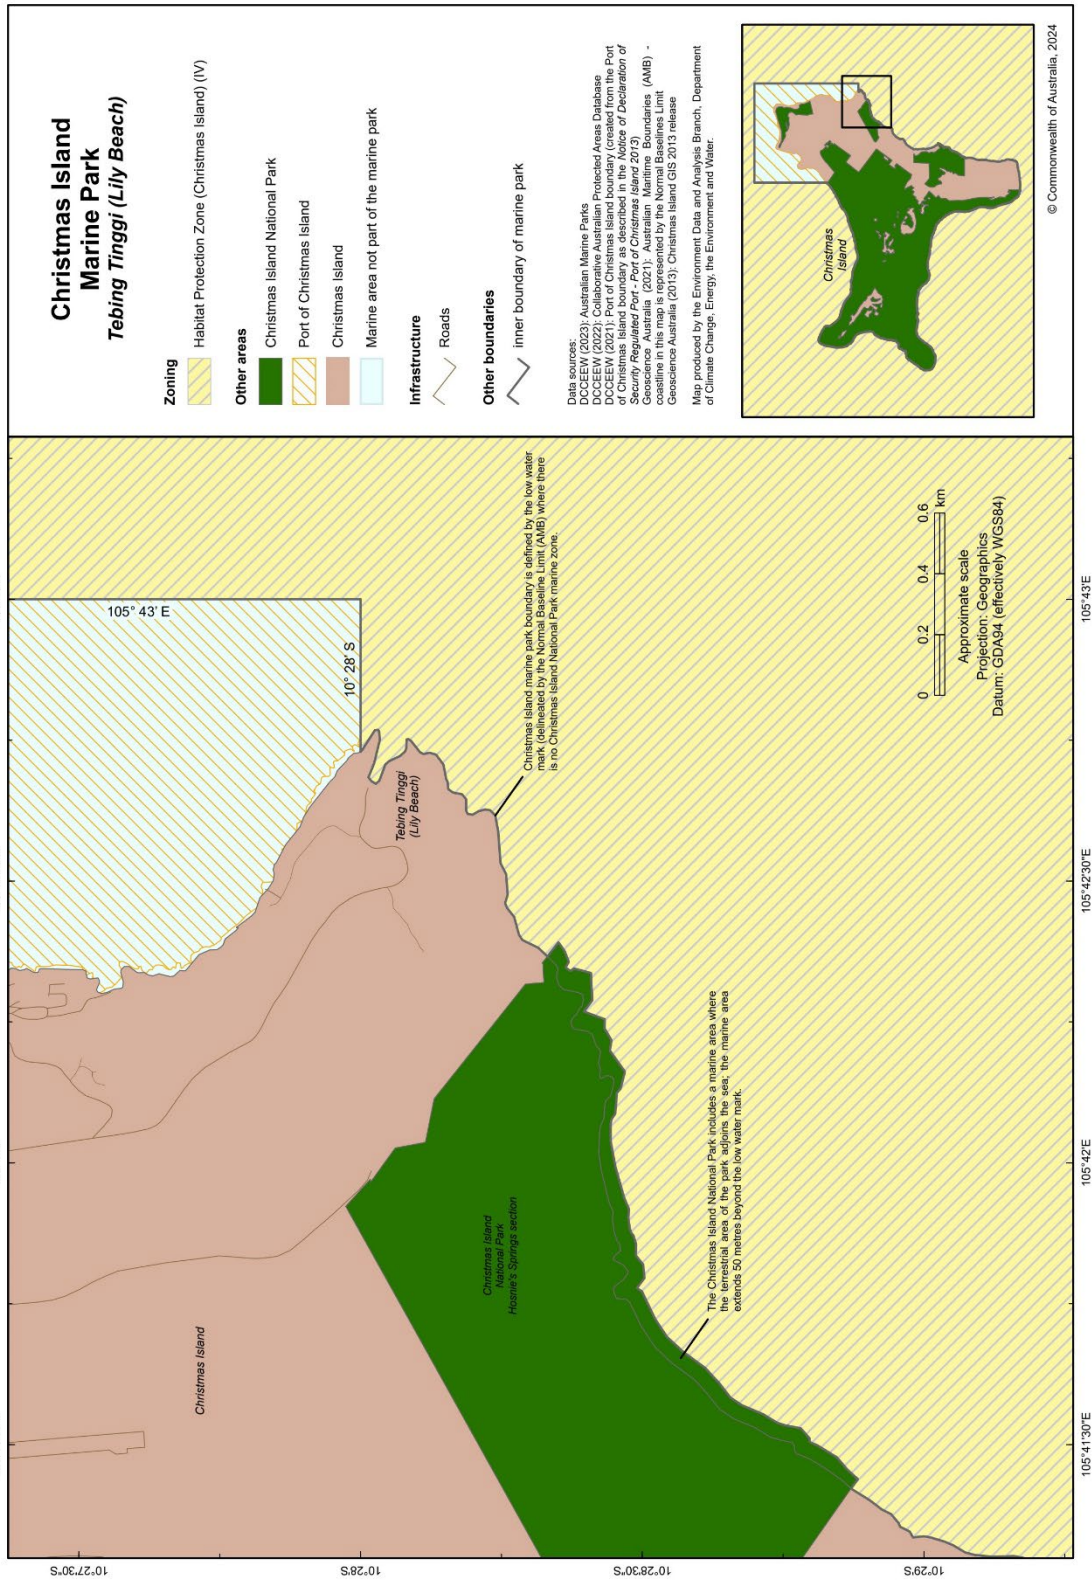 Christmas Island
Marine Park
Tebing Tinggi (Lily Beach)
Zoning
Habitat Protection Zone (Christmas Island) (IV)
Other areas
Christmas Island National Park
Port of Christmas Island
Christmas Island
Marine area not part of the marine park
Infrastructure
Roads
Other boundaries
inner boundary of marine park
Data sources:
DCCEEW (2023): Australian Marine Parks
DCCEEW (2022): Collaborative Australian Protected Areas Database
DCCEEW (2021): Port of Christmas Island boundary (created from the Port
of Christmas Island boundary as described in the Notice of Declaration of
Security Regulated Port - Port of Christmas Island 2013)
Geoscience Australia (2021): Australian Maritime Boundaries (AMB) -
coastline in this map is represented by the Normal Baselines Limit
Geoscience Australia (2013): Christmas Island GIS 2013 release
Map produced by the Environment Data and Analysis Branch, Department
of Climate Change, Energy, the Environment and Water.
Christmas
Island
© Commonwealth of Australia, 2024
105° 43' E
10° 28' S
Tebing Tinggi
(Lily Beach)
Christmas Island marine park boundary is defined by the low water
mark (delineated by the Normal Baseline Limit (AMB) where there
is no Christmas Island National Park marine zone.
Christmas Island
Christmas Island
National Park
Hosnie's Springs section
The Christmas Island National Park includes a marine area where
the terrestrial area of the park adjoins the sea; the marine area
extends 50 metres beyond the low water mark.
0 0.2 0.4 0.6
km
Approximate scale
Projection: Geographics
Datum: GDA94 (effectively WGS84)
10°27'30"S
10°28'S
10°28'30"S
10°29'S
105°41'30"E
105°42'E
105°42'30"E
105°43'E